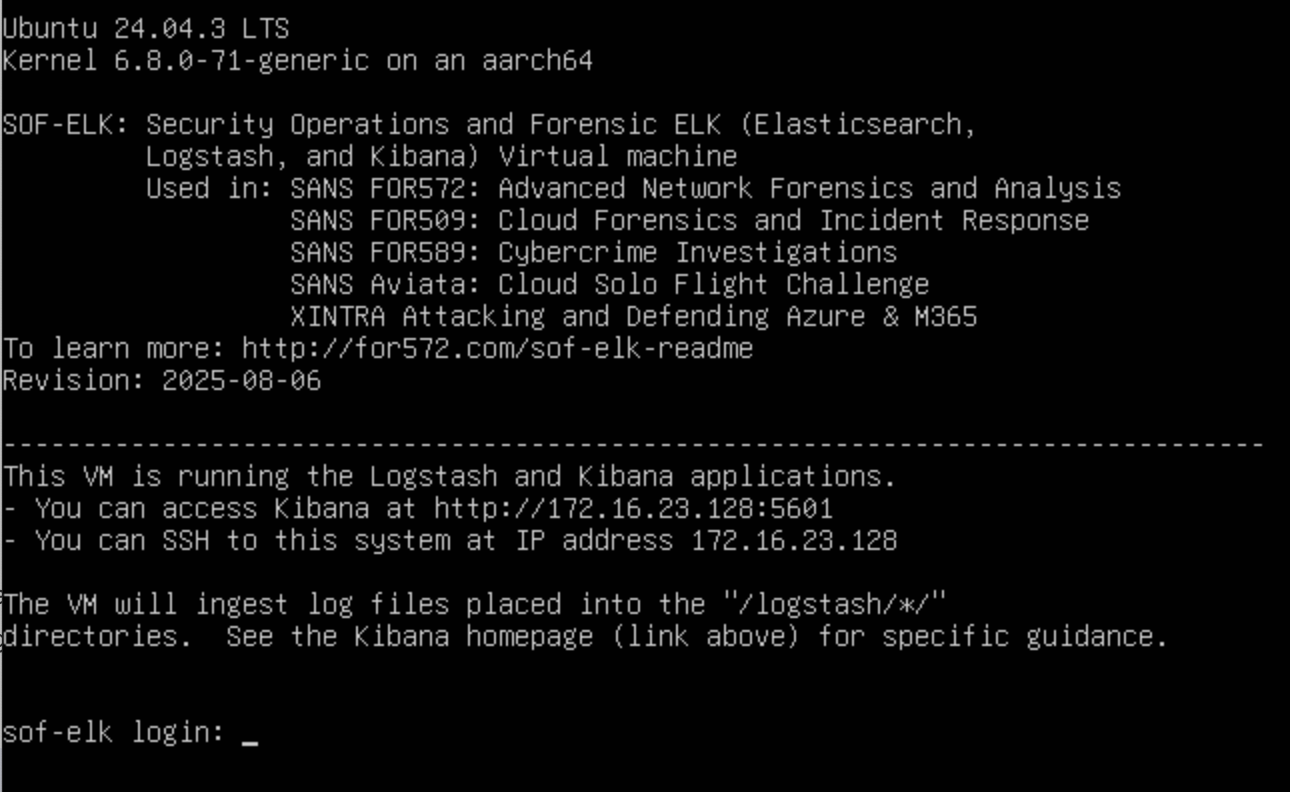 Ubuntu 24.04.3 LTS
Kernel 6.8.0-71-generic on an aarch64
SOF-ELK: Security Operations and Forensic ELK (Elasticsearch,
Logstash, and Kibana) Virtual machine
Used in: SANS FOR572: Advanced Network Forensics and Analysis
SANS FOR509: Cloud Forensics and Incident Response
SANS FOR589: Cybercrime Investigations
SANS Aviata: Cloud Solo Flight Challenge
XINTRA Attacking and Defending Azure & M365
To learn more: http://for572.com/sof-elk-readme
Revision: 2025-08-06
-------------------------------------------------------------------------------
This VM is running the Logstash and Kibana applications.
- You can access Kibana at http://172.16.23.128:5601
- You can SSH to this system at IP address 172.16.23.128
The VM will ingest log files placed into the "/logstash/*/"
directories.  See the Kibana homepage (link above) for specific guidance.
sof-elk login: _